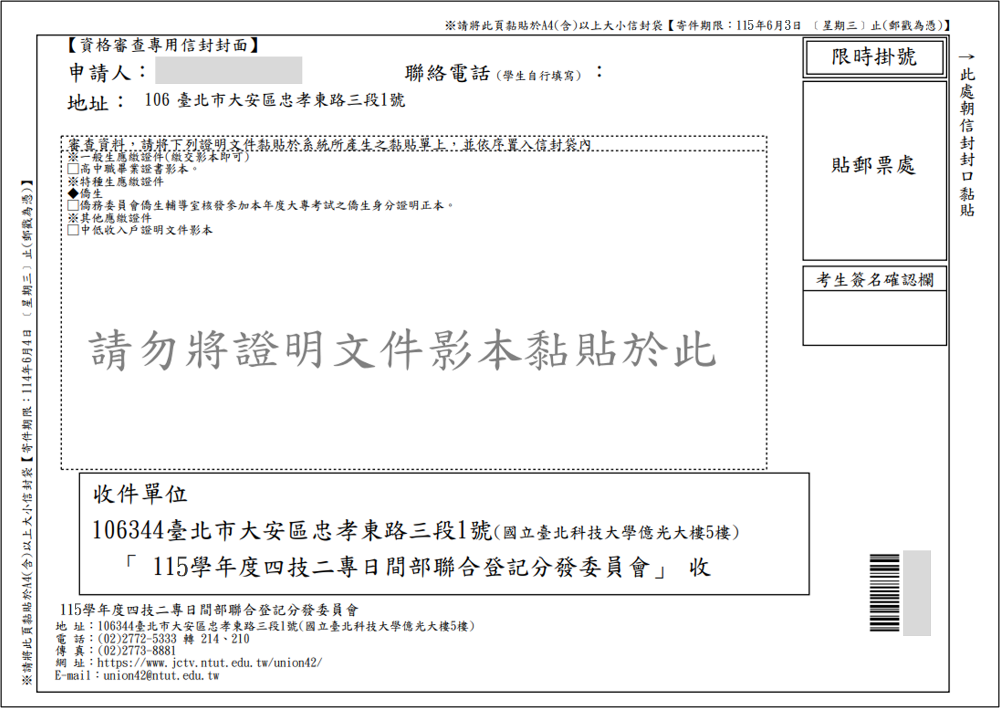 ※請將此頁黏貼於A4(含)以上大小信封袋【寄件期限：115年6月3日 〔星期三〕止(郵戳為憑)】
【資格審查專用信封封面】
限時掛號
申請人：
聯絡電話(學生自行填寫)：
地址： 106 臺北市大安區忠孝東路三段1號
→此處朝信封封口黏貼
貼郵票處
審查資料，請將下列證明文件黏貼於系統所產生之黏貼單上，並依序置入信封袋內
※一般生應繳證件(繳交影本即可)
□高中職畢業證書影本。
※特種生應繳證件
◆僑生
□僑務委員會僑生輔導室核發參加本年度大專考試之僑生身分證明正本。
※其他應繳證件
□中低收入戶證明文件影本
考生簽名確認欄
請勿將證明文件影本黏貼於此
※請將此頁黏貼於A4(含)以上大小信封袋【寄件期限：114年6月4日 〔星期三〕止(郵戳為憑)】
收件單位
106344臺北市大安區忠孝東路三段1號(國立臺北科技大學億光大樓5樓)
「 115學年度四技二專日間部聯合登記分發委員會」 收
115學年度四技二專日間部聯合登記分發委員會
地 址：106344臺北市大安區忠孝東路三段1號(國立臺北科技大學億光大樓5樓)
電 話：(02)2772-5333 轉 214、210
傳 真：(02)2773-8881
網 址：https://www.jctv.ntut.edu.tw/union42/
E-mail：union42@ntut.edu.tw